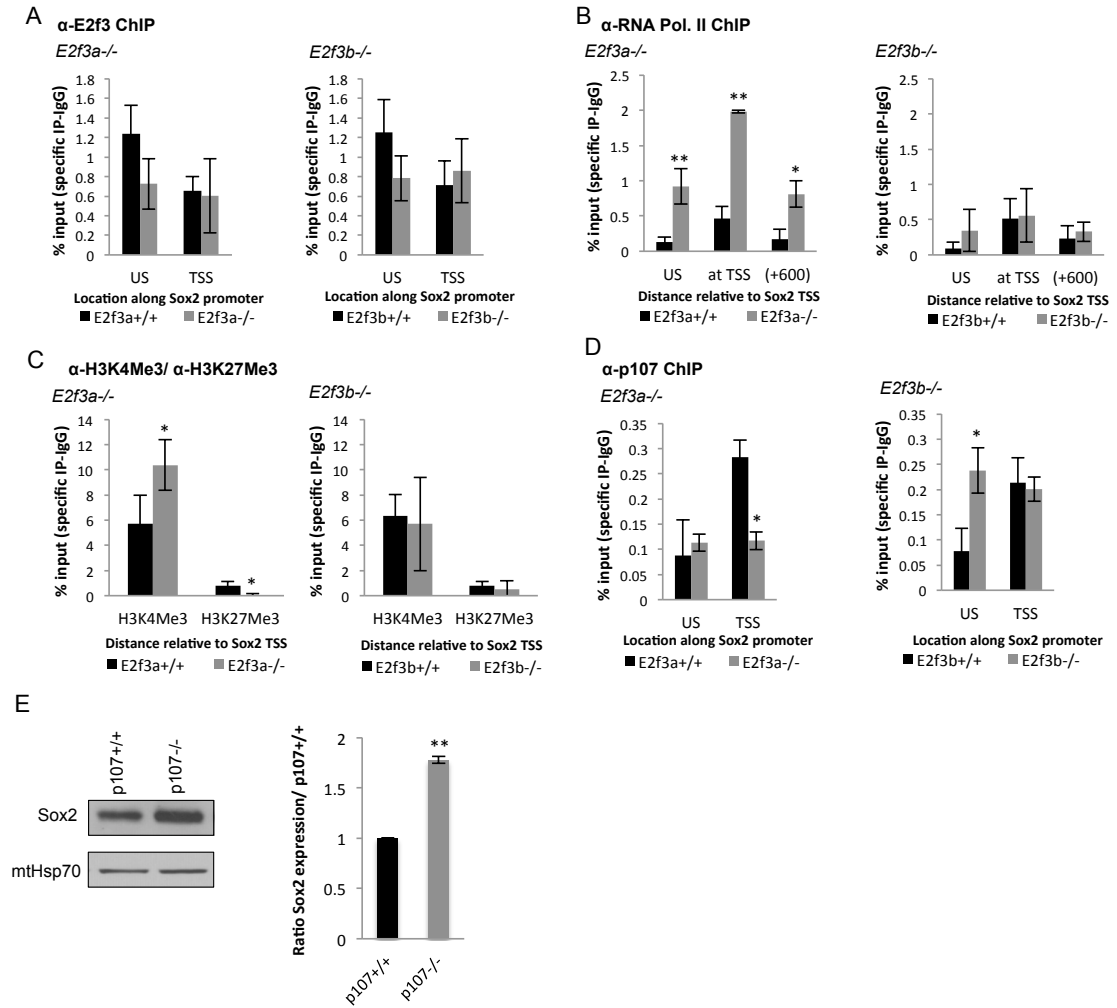 A
α-E2f3 ChIP
E2f3a-/-
% input (specific IP-IgG)
1.8
1.6
1.4
1.2
1
0.8
0.6
0.4
0.2
0
US TSS
Location along Sox2 promoter
E2f3a+/+ E2f3a-/-
E2f3b-/-
% input (specific IP-IgG)
1.8
1.6
1.4
1.2
1
0.8
0.6
0.4
0.2
0
US TSS
Location along Sox2 promoter
E2f3b+/+ E2f3b-/-
B
α-RNA Pol. II ChIP
E2f3a-/-
% input (specific IP-IgG)
2.5
2
1.5
1
0.5
0
** ** *
US at TSS (+600)
Distance relative to Sox2 TSS
E2f3a+/+ E2f3a-/-
E2f3b-/-
% input (specific IP-IgG)
2.5
2
1.5
1
0.5
0
US at TSS (+600)
Distance relative to Sox2 TSS
E2f3b+/+ E2f3b-/-
C
α-H3K4Me3/ α-H3K27Me3
E2f3a-/-
% input (specific IP-IgG)
14
12
10
8
6
4
2
0
* *
H3K4Me3 H3K27Me3
Distance relative to Sox2 TSS
E2f3a+/+ E2f3a-/-
E2f3b-/-
% input (specific IP-IgG)
14
12
10
8
6
4
2
0
H3K4Me3 H3K27Me3
Distance relative to Sox2 TSS
E2f3b+/+ E2f3b-/-
D
α-p107 ChIP
E2f3a-/-
% input (specific IP-IgG)
0.35
0.3
0.25
0.2
0.15
0.1
0.05
0
*
US TSS
Location along Sox2 promoter
E2f3a+/+ E2f3a-/-
E2f3b-/-
% input (specific IP-IgG)
0.35
0.3
0.25
0.2
0.15
0.1
0.05
0
*
US TSS
Location along Sox2 promoter
E2f3b+/+ E2f3b-/-
E
p107+/+ p107-/-
Sox2
mtHsp70
Ratio Sox2 expression/ p107+/+
2
1.5
1
0.5
0
**
p107+/+ p107-/-